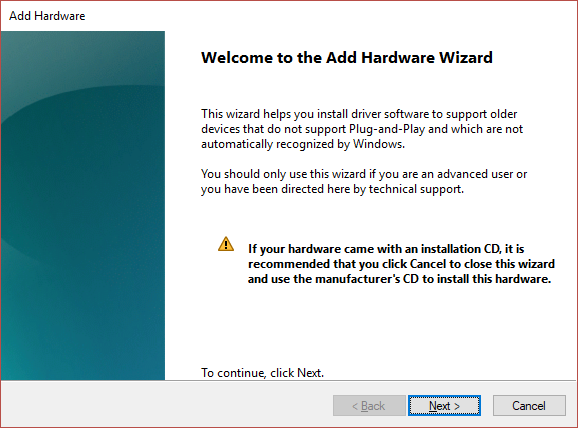 Add Hardware
Welcome to the Add Hardware Wizard
This wizard helps you install driver software to support older
devices that do not support Plug-and-Play and which are not
automatically recognized by Windows.
You should only use this wizard if you are an advanced user or
you have been directed here by technical support.
If your hardware came with an installation CD, it is
recommended that you click Cancel to close this wizard
and use the manufacturer's CD to install this hardware.
To continue, click Next.
< Back
Next >
Cancel